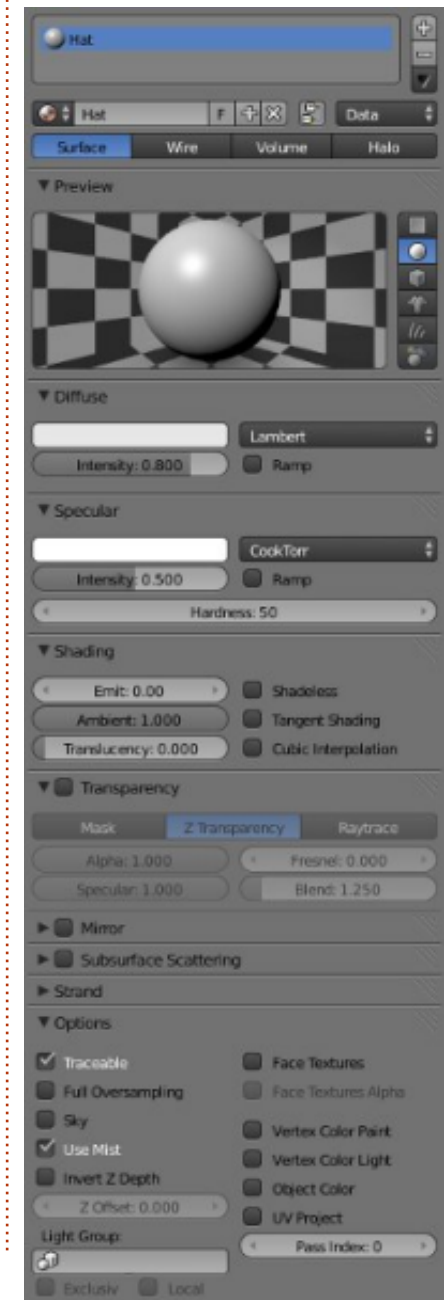 Hat
Hat F Data
Surface Wire Volume Halo
Preview
Diffuse
Lambert
Intensity: 0.800 Ramp
Specular
CookTorr
Intensity: 0.500 Ramp
Hardness: 50
Shading
Emit: 0.00 Shadeless
Ambient: 1.000 Tangent Shading
Translucency: 0.000 Cubic Interpolation
Transparency
Mask Z Transparency Raytrace
Alpha: 1.000 Fresnel: 0.000
Specular: 1.000 Blend: 1.250
Mirror
Subsurface Scattering
Strand
Options
Traceable Face Textures
Full Oversampling Face Textures Alpha
Sky Vertex Color Paint
Use Mist Vertex Color Light
Invert Z Depth Object Color
Z Offset: 0.000 UV Project
Light Group: Pass Index: 0
Exclusiv Local